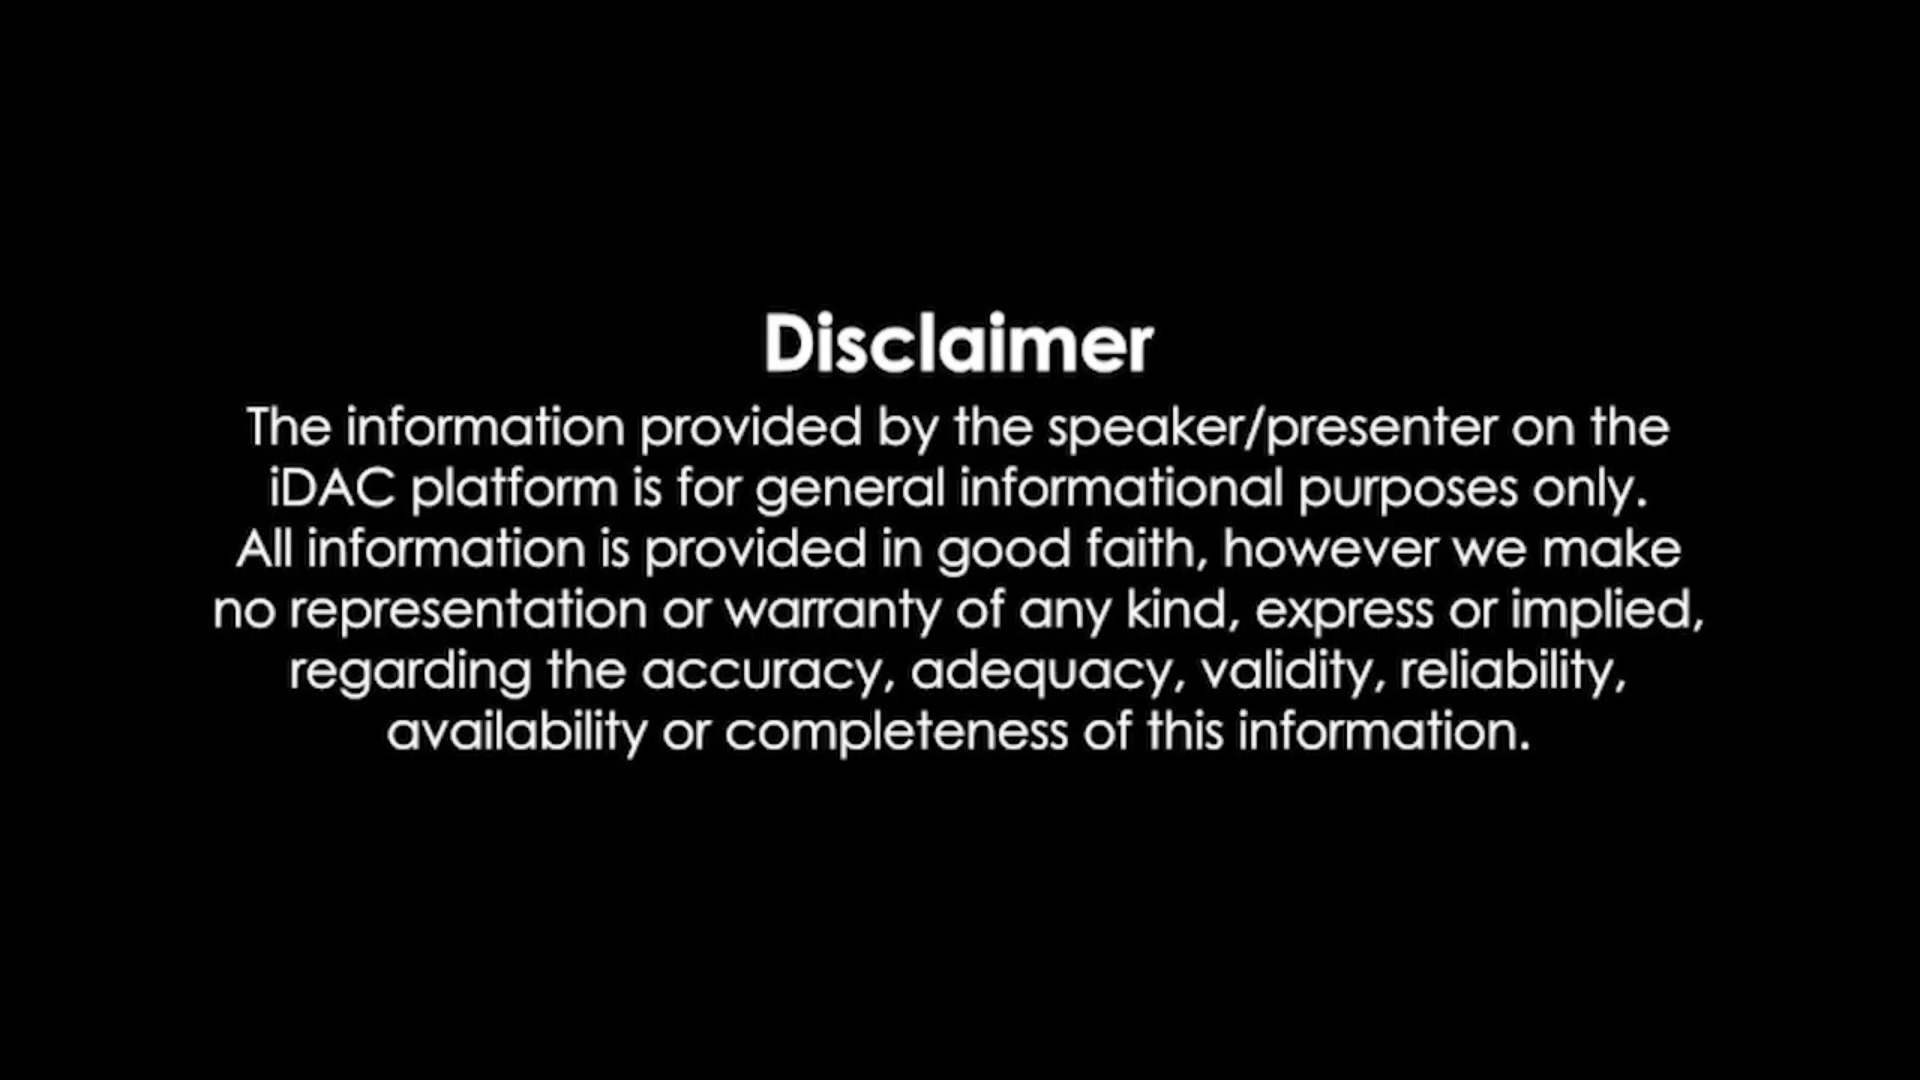 Disclaimer
The information provided by the speaker/presenter on the
iDAC platform is for general informational purposes only.
All information is provided in good faith, however we make
no representation or warranty of any kind, express or implied,
regarding the accuracy, adequacy, validity, reliability,
availability or completeness of this information.